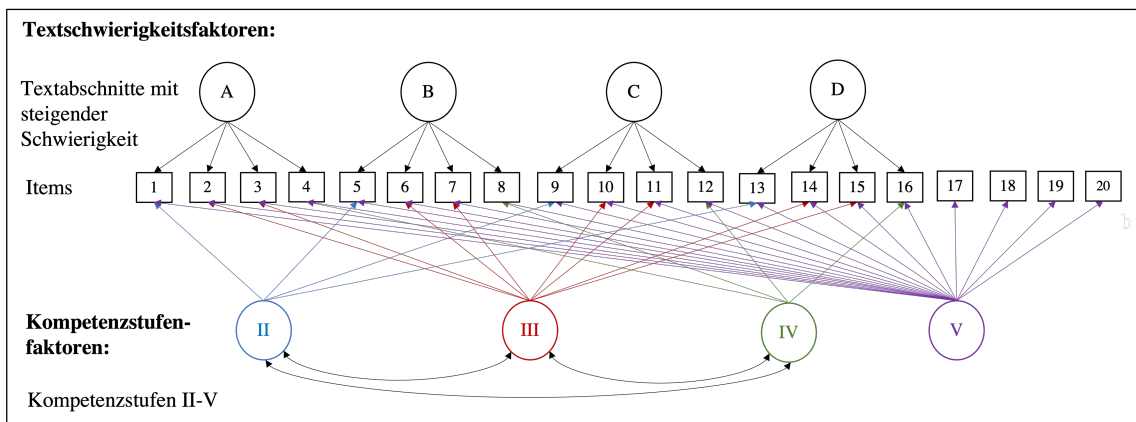 Textschwierigkeitsfaktoren:
Textabschnitte mit
steigender
Schwierigkeit
A B C D
Items
1 2 3 4 5 6 7 8 9 10 11 12 13 14 15 16 17 18 19 20
Kompetenzstufen-
faktoren:
II III IV V
Kompetenzstufen II-V